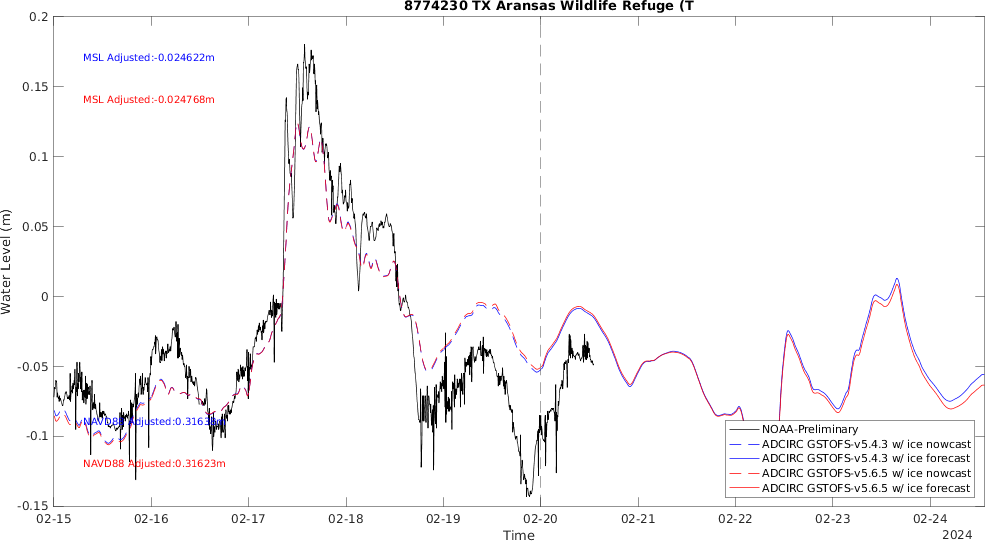 8774230 TX Aransas Wildlife Refuge (T
0.2
0.15
0.1
0.05
0
-0.05
-0.1
-0.15
Water Level (m)
MSL Adjusted:-0.024622m
MSL Adjusted:-0.024768m
NAVD88 Adjusted:0.31623m
NOAA-Preliminary
ADCIRC GSTOFS-v5.4.3 w/ ice nowcast
ADCIRC GSTOFS-v5.4.3 w/ ice forecast
ADCIRC GSTOFS-v5.6.5 w/ ice nowcast
ADCIRC GSTOFS-v5.6.5 w/ ice forecast
02-15 02-16 02-17 02-18 02-19 02-20 02-21 02-22 02-23 02-24
Time
2024